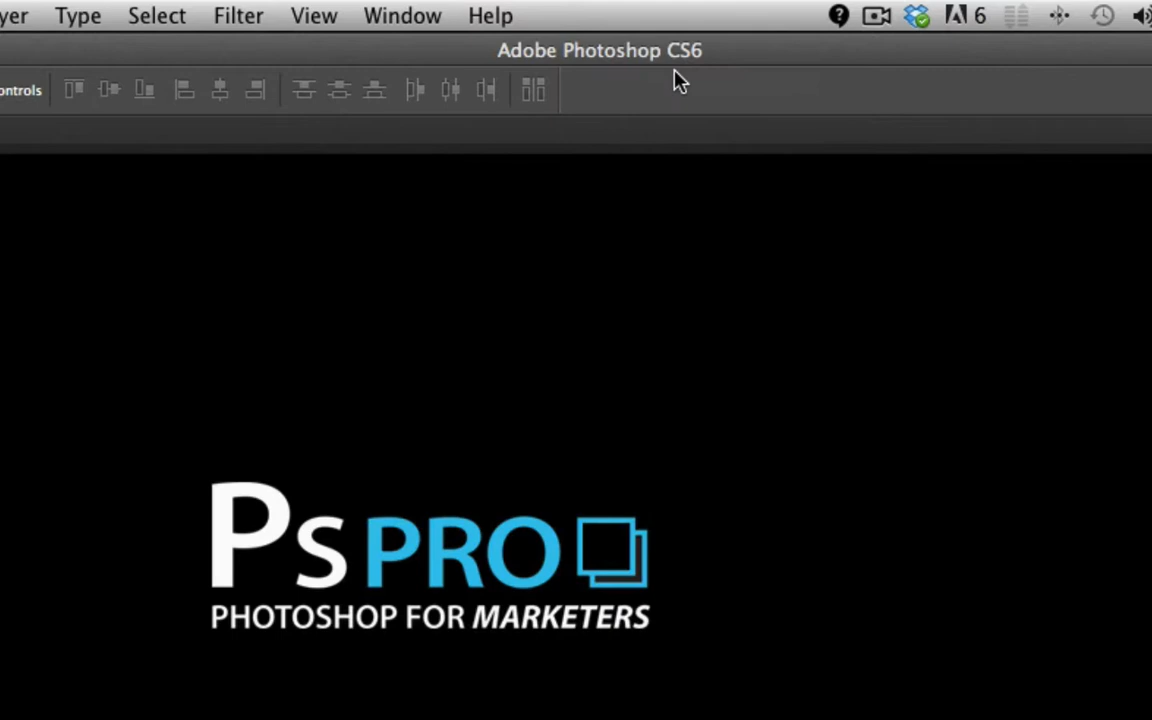 yer Type Select Filter View Window Help 6
Adobe Photoshop CS6
ontrols
Ps PRO
PHOTOSHOP FOR MARKETERS